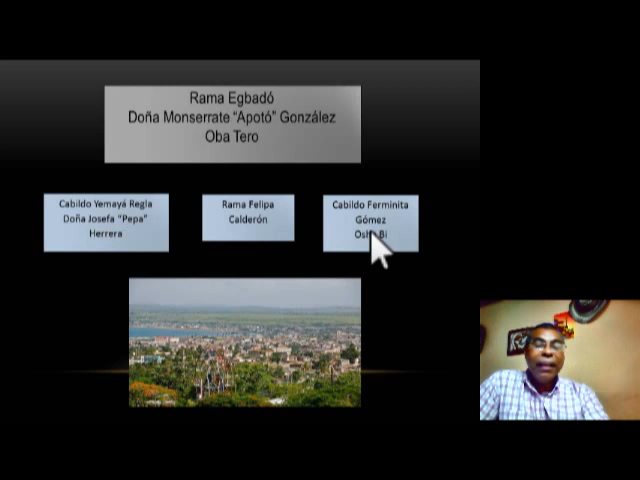 Rama Egbadó
Doña Monserrate “Apotó” González
Oba Tero
Cabildo Yemayá Regla
Doña Josefa “Pepa”
Herrera
Rama Felipa
Calderón
Cabildo Ferminita
Gómez
Bi